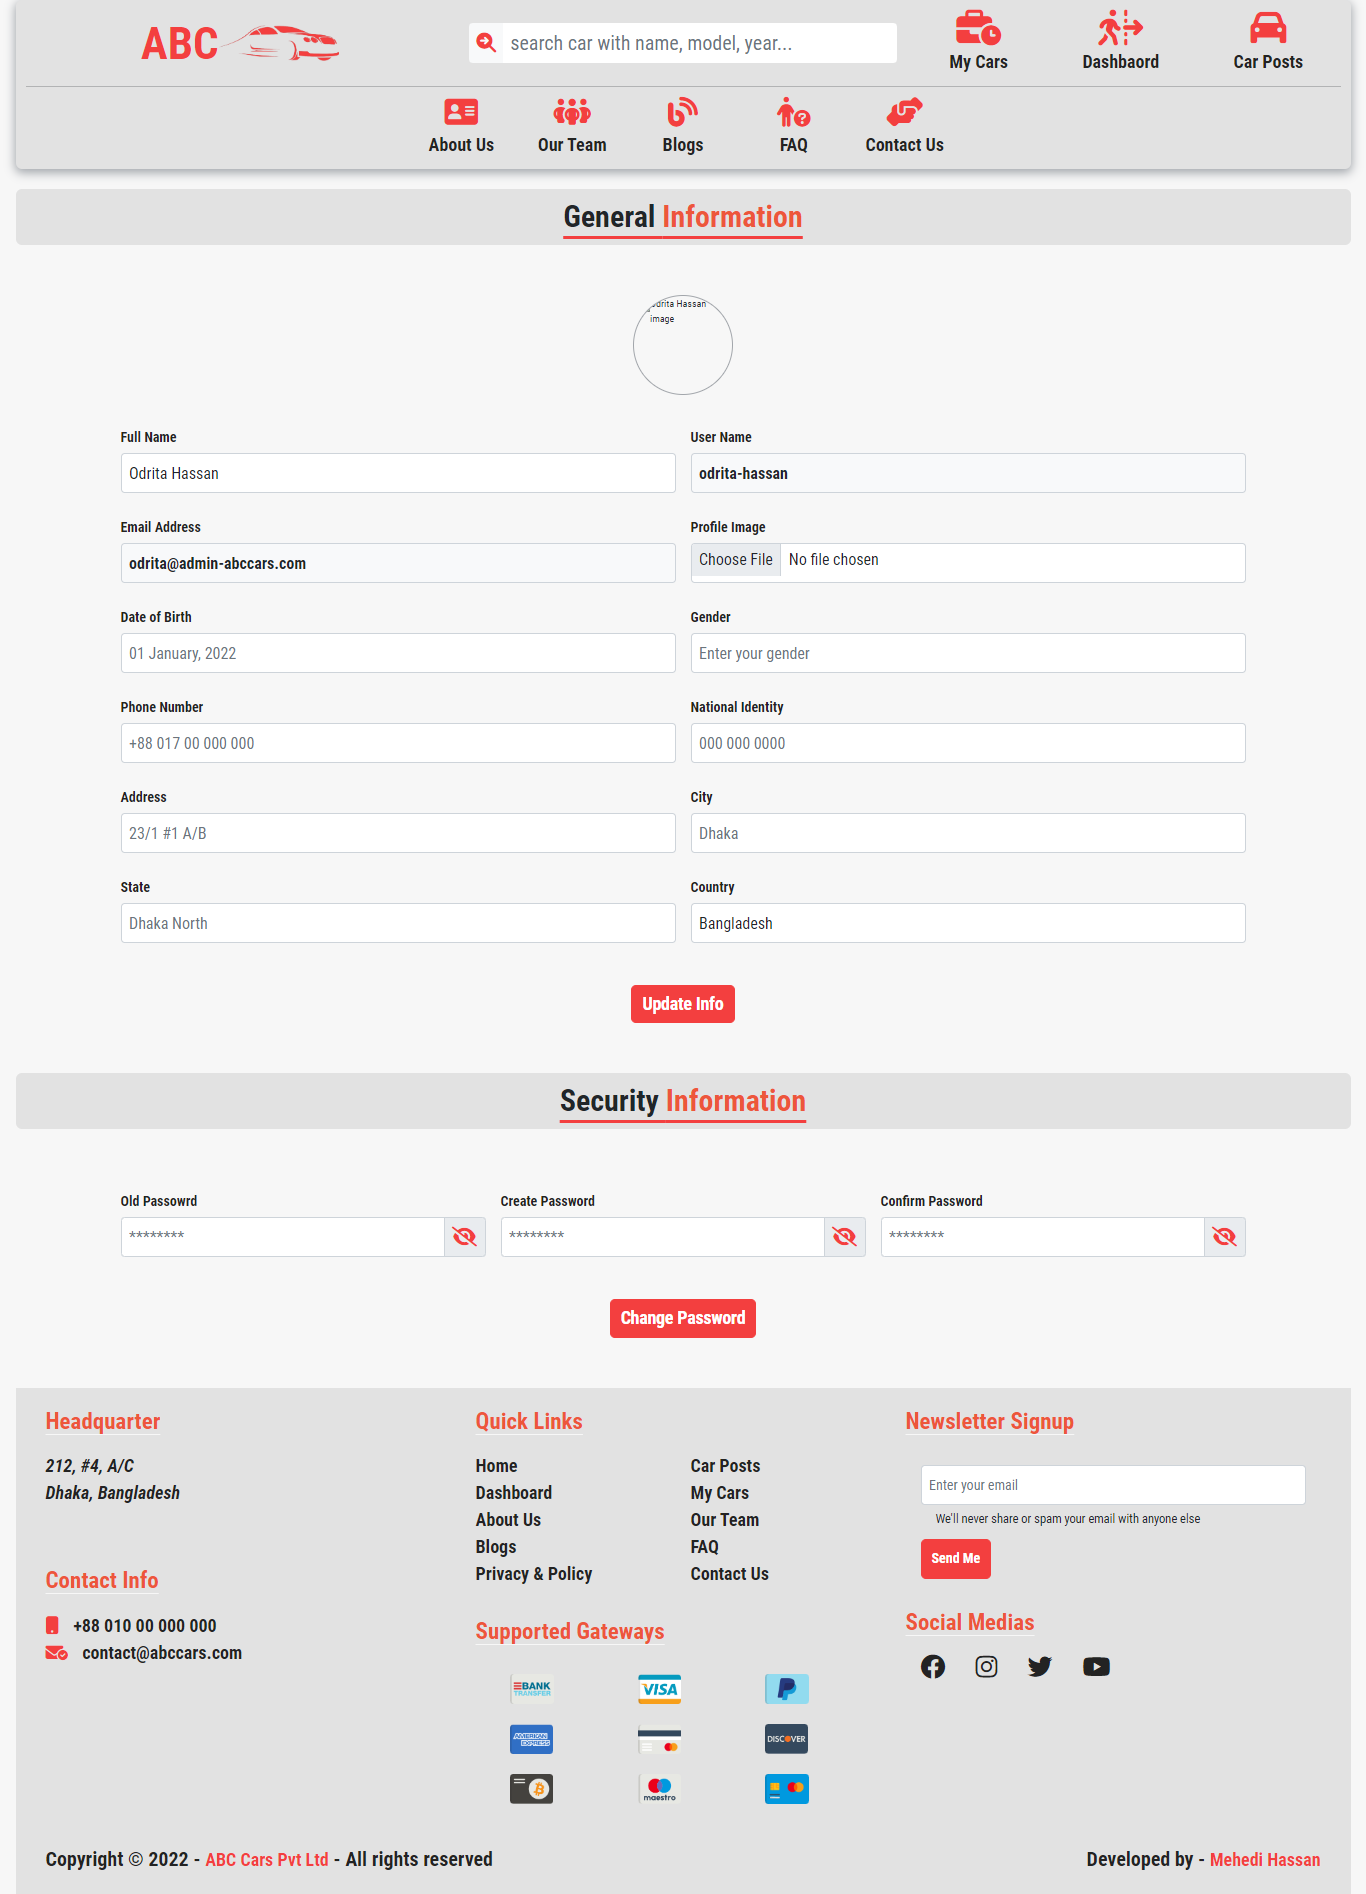 ABC
search car with name, model, year...
My Cars
Dashbaord
Car Posts
About Us
Our Team
Blogs
FAQ
Contact Us
General Information
Odrita Hassan
image
Full Name
User Name
Odrita Hassan
odrita-hassan
Email Address
Profile Image
odrita@admin-abccars.com
Choose File No file chosen
Date of Birth
Gender
01 January, 2022
Enter your gender
Phone Number
National Identity
+88 017 00 000 000
000 000 0000
Address
City
23/1 #1 A/B
Dhaka
State
Country
Dhaka North
Bangladesh
Update Info
Security Information
Old Passowrd
Create Password
Confirm Password
********
********
********
Change Password
Headquarter
212, #4, A/C
Dhaka, Bangladesh
Contact Info
+88 010 00 000 000
contact@abccars.com
Quick Links
Home
Dashboard
About Us
Blogs
Privacy & Policy
Car Posts
My Cars
Our Team
FAQ
Contact Us
Supported Gateways
BANK
TRANSFER
VISA
AMERICAN
EXPRESS
DISCOVER
maestro
Newsletter Signup
Enter your email
We'll never share or spam your email with anyone else
Send Me
Social Medias
Copyright © 2022 - ABC Cars Pvt Ltd - All rights reserved
Developed by - Mehedi Hassan